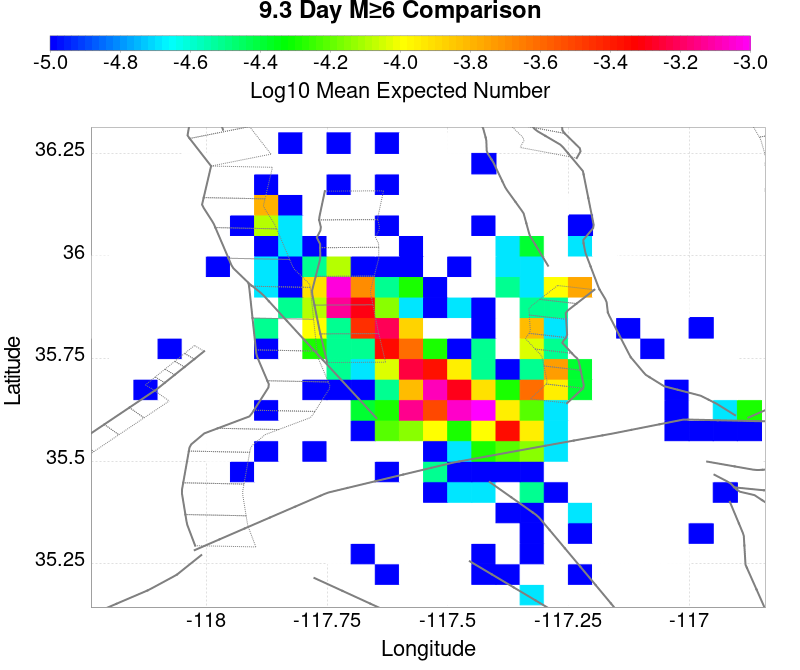 9.3 Day M≥6 Comparison
-5.0 -4.8 -4.6 -4.4 -4.2 -4.0 -3.8 -3.6 -3.4 -3.2 -3.0
Log10 Mean Expected Number
36.25
36
35.75
35.5
35.25
Latitude
-118 -117.75 -117.5 -117.25 -117
Longitude